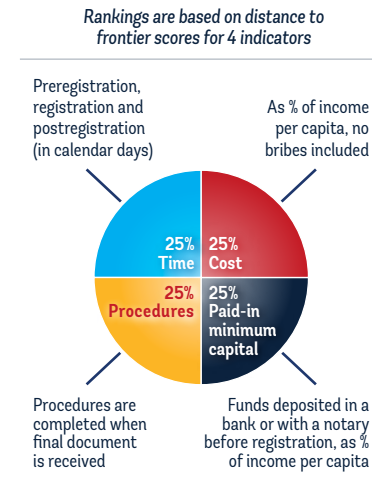 Rankings are based on distance to
frontier scores for 4 indicators
Preregistration,
registration and
postregistration
(in calendar days)
As % of income
per capita, no
bribes included
25%
Time
25%
Cost
25%
Procedures
25%
Paid-in
minimum
capital
Procedures are
completed when
final document
is received
Funds deposited in a
bank or with a notary
before registration, as %
of income per capita